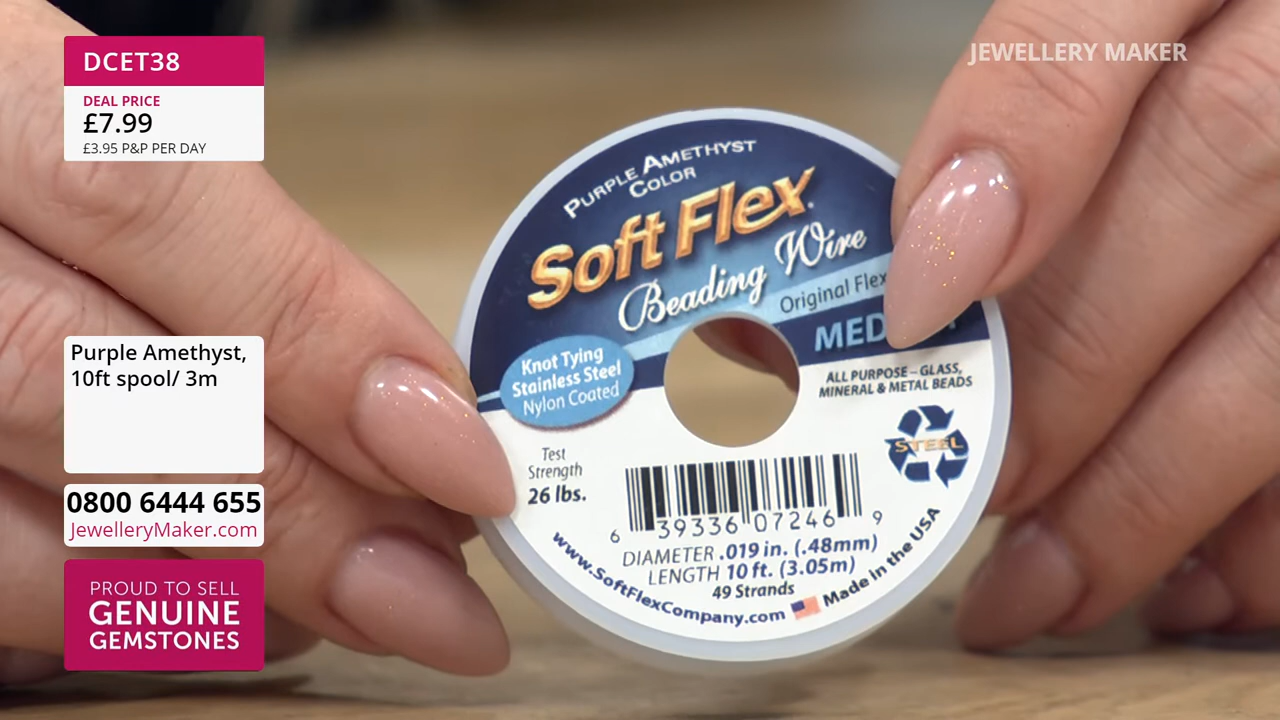 DCET38
DEAL PRICE
£7.99
£3.95 P&P PER DAY
Purple Amethyst,
10ft spool/ 3m
0800 6444 655
JewelleryMaker.com
PROUD TO SELL
GENUINE
GEMSTONES
JEWELLERY MAKER
PURPLE AMETHYST
COLOR
Soft Flex
Beading Wire
Original Flex
Knot Tying
Stainless Steel
Nylon Coated
ALL PURPOSE – GLASS,
MINERAL & METAL BEADS
STEEL
Test
Strength
26 lbs.
6 39336 07246 9
DIAMETER .019 in. (.48mm)
LENGTH 10 ft. (3.05m)
49 Strands
www.SoftFlexCompany.com
Made in the USA